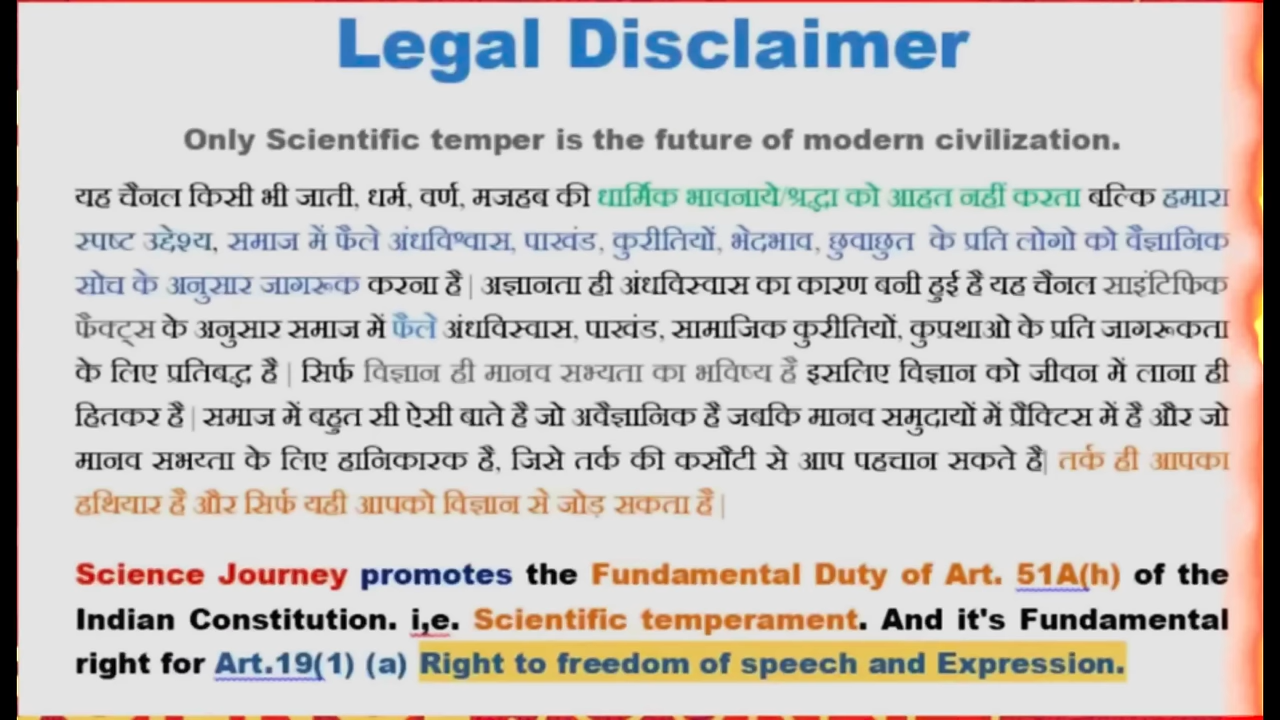 Legal Disclaimer
Only Scientific temper is the future of modern civilization.
यह चैनल किसी भी जाती, धर्म, वर्ण, मजहब की धार्मिक भावनाये/श्रद्धा को आहत नहीं करता बल्कि हमारा
स्पष्ट उद्देश्य, समाज में फैले अंधविश्वास, पाखंड, कुरीतियों, भेदभाव, छुवाछुत के प्रति लोगो को वैज्ञानिक
सोच के अनुसार जागरूक करना है | अज्ञानता ही अंधविस्वास का कारण बनी हुई है यह चैनल साइंटिफिक
फैक्ट्स के अनुसार समाज में फैले अंधविस्वास, पाखंड, सामाजिक कुरीतियों, कुप्रथाओ के प्रति जागरूकता
के लिए प्रतिबद्ध है | सिर्फ विज्ञान ही मानव सभ्यता का भविष्य है इसलिए विज्ञान को जीवन में लाना ही
हितकर है | समाज में बहुत सी ऐसी बाते है जो अवैज्ञानिक है जबकि मानव समुदायों में प्रैक्टिस में है और जो
मानव सभय्ता के लिए हानिकारक है, जिसे तर्क की कसौटी से आप पहचान सकते है| तर्क ही आपका
हथियार है और सिर्फ यही आपको विज्ञान से जोड़ सकता है |
Science Journey promotes the Fundamental Duty of Art. 51A(h) of the
Indian Constitution. i,e. Scientific temperament. And it's Fundamental
right for Art.19(1) (a) Right to freedom of speech and Expression.